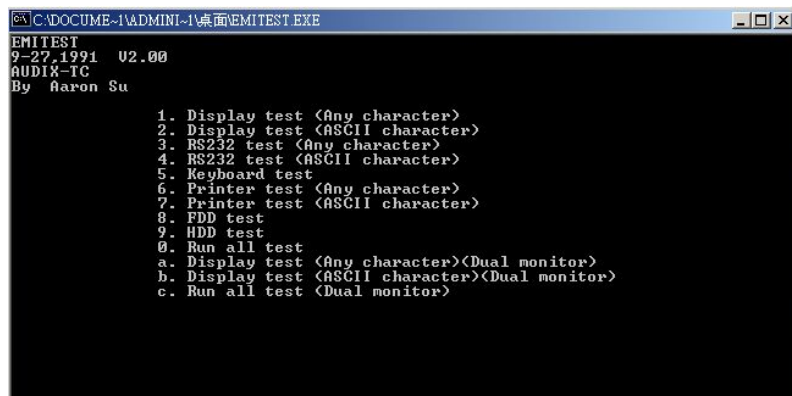 C:\DOCUME~1\ADMINI~1\桌面\EMITEST.EXE
EMITEST
9-27,1991  V2.00
AUDIX-TC
By  Aaron Su
1. Display test (Any character)
2. Display test (ASCII character)
3. RS232 test (Any character)
4. RS232 test (ASCII character)
5. Keyboard test
6. Printer test (Any character)
7. Printer test (ASCII character)
8. FDD test
9. HDD test
0. Run all test
a. Display test (Any character)(Dual monitor)
b. Display test (ASCII character)(Dual monitor)
c. Run all test (Dual monitor)